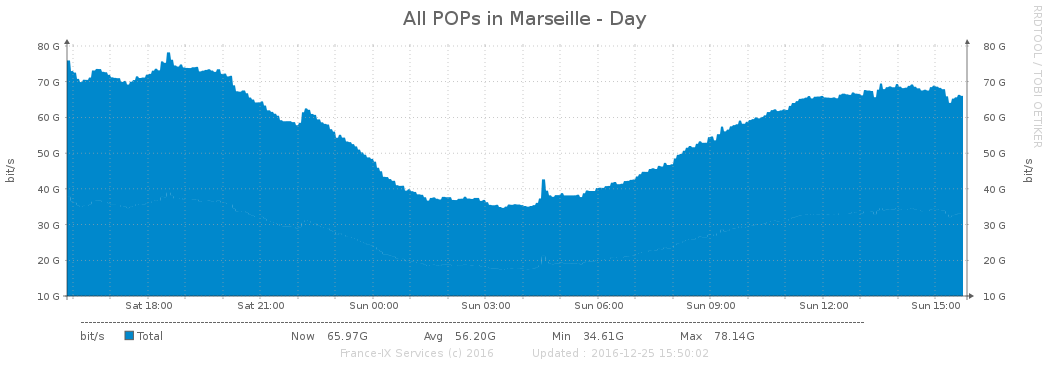 All POPs in Marseille - Day
RRDTOOL / TOBI OETIKER
bit/s
80 G 80 G
70 G 70 G
60 G 60 G
50 G 50 G
40 G 40 G
30 G 30 G
20 G 20 G
10 G 10 G
bit/s
Sat 18:00 Sat 21:00 Sun 00:00 Sun 03:00 Sun 06:00 Sun 09:00 Sun 12:00 Sun 15:00
bit/s Total Now 65.97G Avg 56.20G Min 34.61G Max 78.14G
France-IX Services (c) 2016 Updated : 2016-12-25 15:50:02